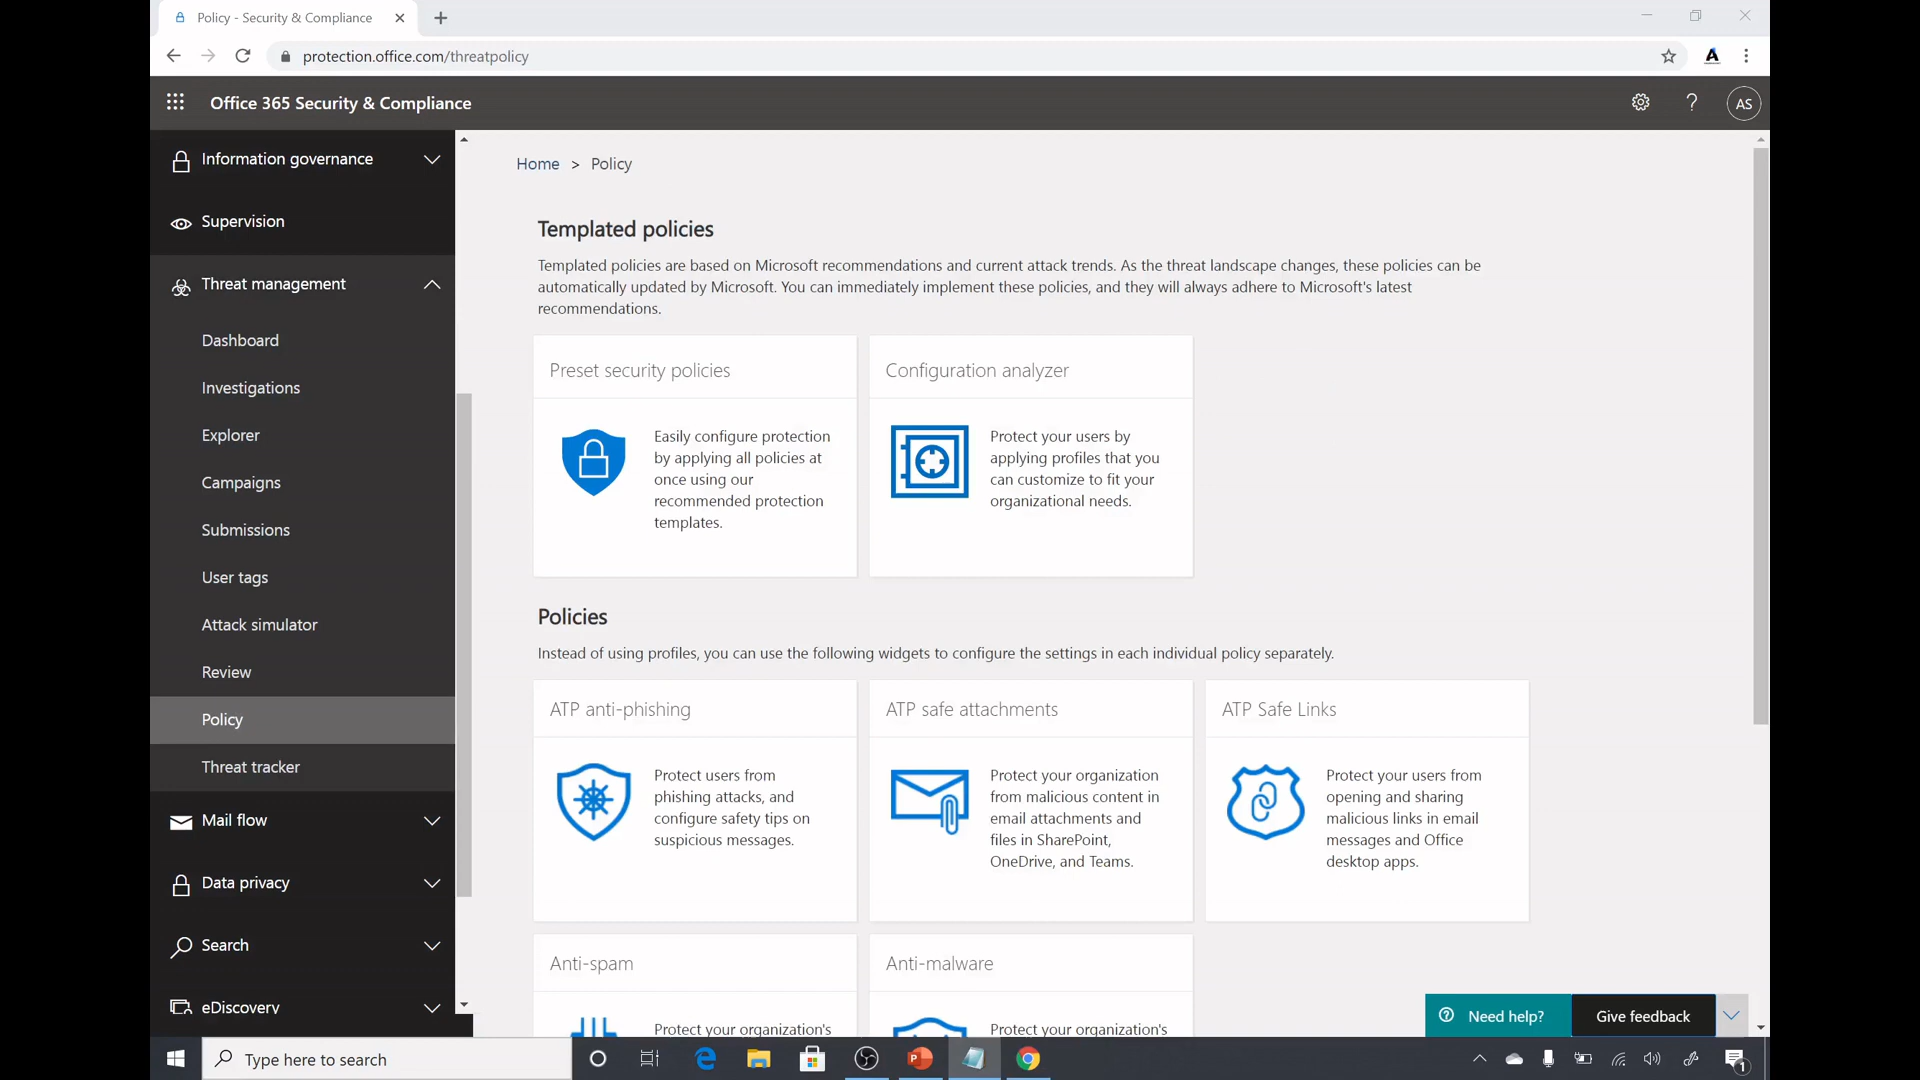 Policy - Security & Compliance
protection.office.com/threatpolicy
Office 365 Security & Compliance
AS
Information governance
Supervision
Threat management
Dashboard
Investigations
Explorer
Campaigns
Submissions
User tags
Attack simulator
Review
Policy
Threat tracker
Mail flow
Data privacy
Search
eDiscovery
Home > Policy
Templated policies
Templated policies are based on Microsoft recommendations and current attack trends. As the threat landscape changes, these policies can be
automatically updated by Microsoft. You can immediately implement these policies, and they will always adhere to Microsoft's latest
recommendations.
Preset security policies
Easily configure protection
by applying all policies at
once using our
recommended protection
templates.
Configuration analyzer
Protect your users by
applying profiles that you
can customize to fit your
organizational needs.
Policies
Instead of using profiles, you can use the following widgets to configure the settings in each individual policy separately.
ATP anti-phishing
Protect users from
phishing attacks, and
configure safety tips on
suspicious messages.
ATP safe attachments
Protect your organization
from malicious content in
email attachments and
files in SharePoint,
OneDrive, and Teams.
ATP Safe Links
Protect your users from
opening and sharing
malicious links in email
messages and Office
desktop apps.
Anti-spam
Protect your organization's
Anti-malware
Protect your organization's
Need help?
Give feedback
Type here to search
1